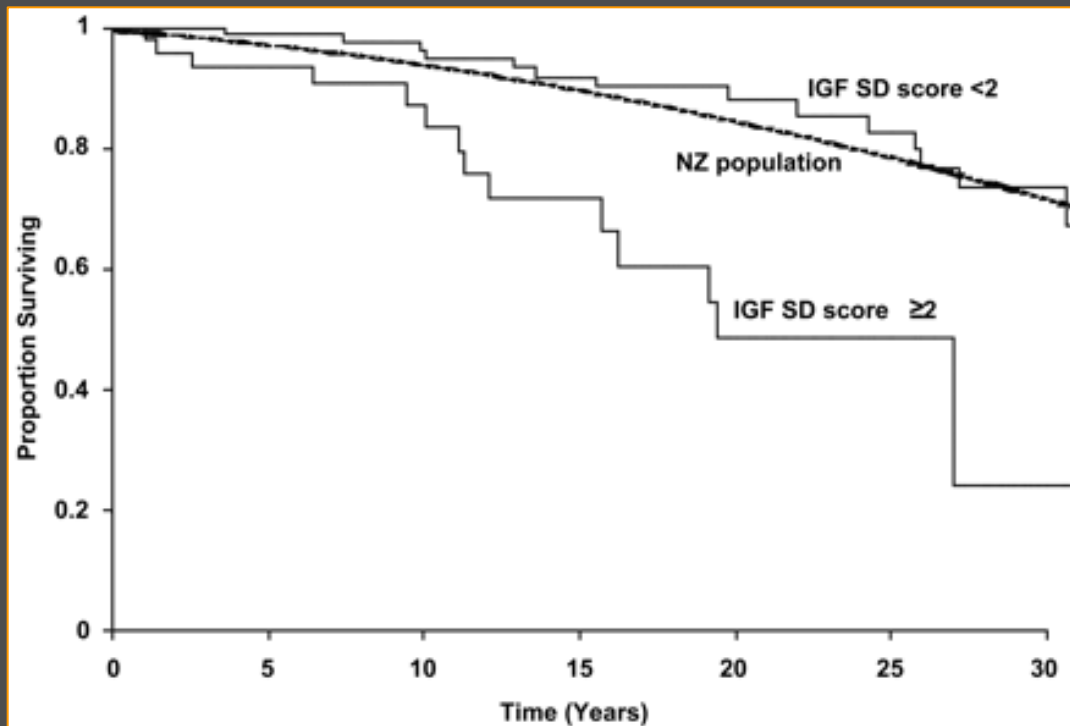 1
0.8
0.6
0.4
0.2
0
Proportion Surviving
IGF SD score <2
NZ population
IGF SD score ≥2
0 5 10 15 20 25 30
Time (Years)